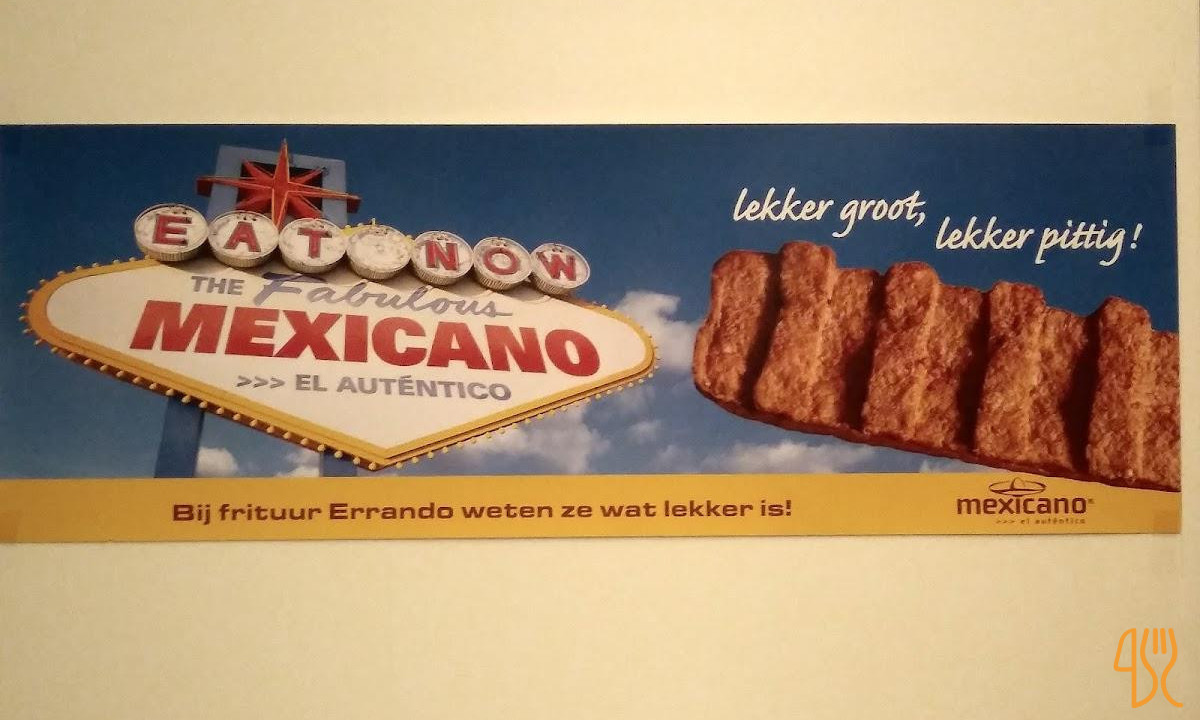 EAT NOW
THE Fabulous
MEXICANO
>>> EL AUTÉNTICO
lekker groot,
lekker pittig!
Bij frituur Errando weten ze wat lekker is!
mexicano®
>>> el auténtico